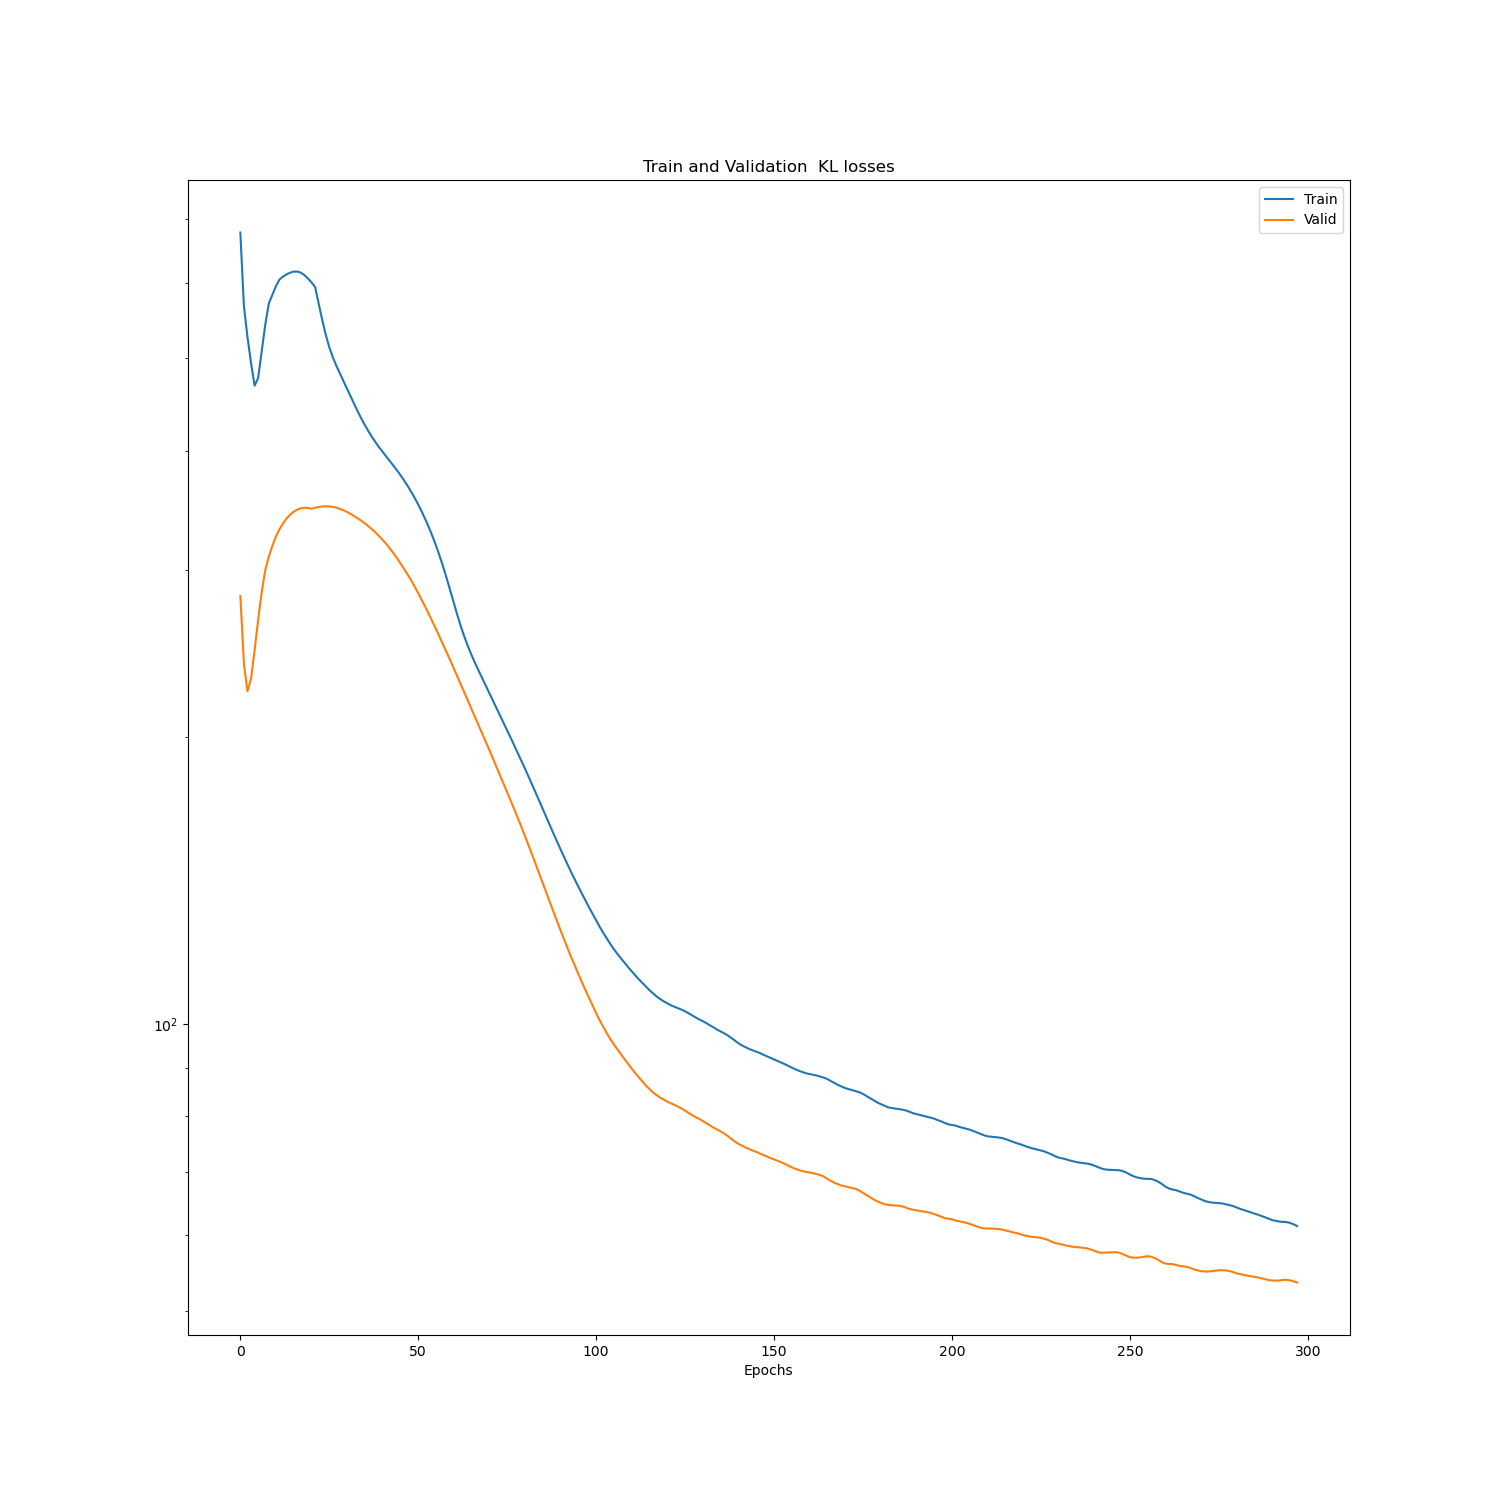 Train and Validation  KL losses
Train
Valid
10²
0 50 100 150 200 250 300
Epochs